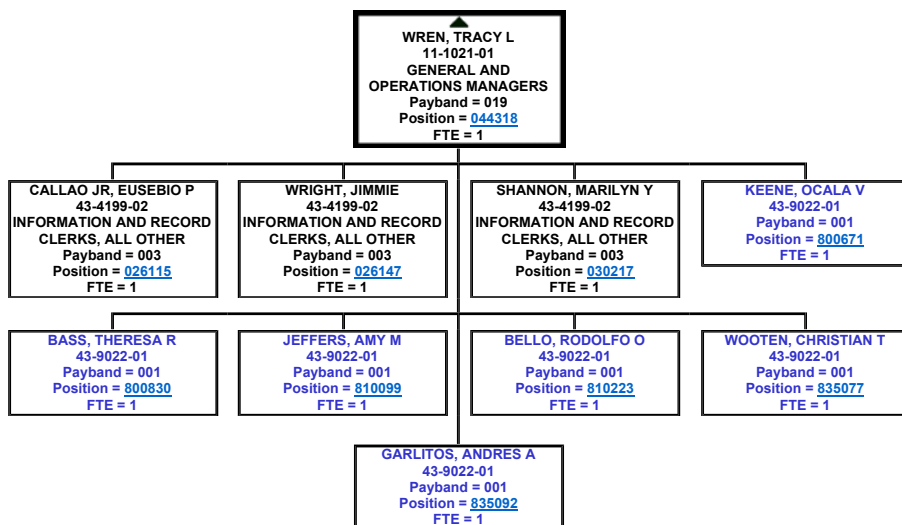 WREN, TRACY L
11-1021-01
GENERAL AND
OPERATIONS MANAGERS
Payband = 019
Position = 044318
FTE = 1
CALLAO JR, EUSEBIO P
43-4199-02
INFORMATION AND RECORD
CLERKS, ALL OTHER
Payband = 003
Position = 026115
FTE = 1
WRIGHT, JIMMIE
43-4199-02
INFORMATION AND RECORD
CLERKS, ALL OTHER
Payband = 003
Position = 026147
FTE = 1
SHANNON, MARILYN Y
43-4199-02
INFORMATION AND RECORD
CLERKS, ALL OTHER
Payband = 003
Position = 030217
FTE = 1
KEENE, OCALA V
43-9022-01
Payband = 001
Position = 800671
FTE = 1
BASS, THERESA R
43-9022-01
Payband = 001
Position = 800830
FTE = 1
JEFFERS, AMY M
43-9022-01
Payband = 001
Position = 810099
FTE = 1
BELLO, RODOLFO O
43-9022-01
Payband = 001
Position = 810223
FTE = 1
WOOTEN, CHRISTIAN T
43-9022-01
Payband = 001
Position = 835077
FTE = 1
GARLITOS, ANDRES A
43-9022-01
Payband = 001
Position = 835092
FTE = 1